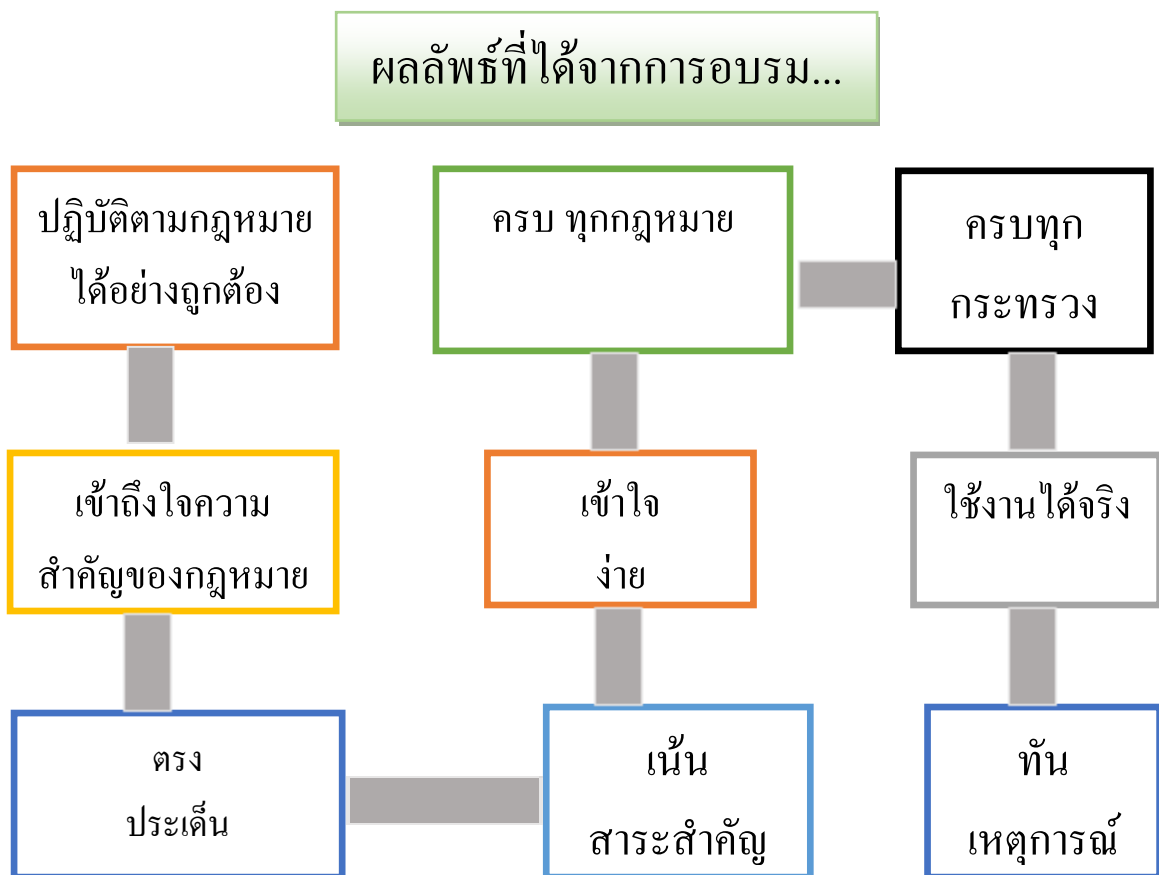 ผลลัพธ์ที่ได้จากการอบรม...
ปฏิบัติตามกฎหมาย
ได้อย่างถูกต้อง
เข้าถึงใจความ
สำคัญของกฎหมาย
ตรง
ประเด็น
เน้น
สาระสำคัญ
เข้าใจ
ง่าย
ครบ ทุกกฎหมาย
ครบทุก
กระทรวง
ใช้งานได้จริง
ทัน
เหตุการณ์